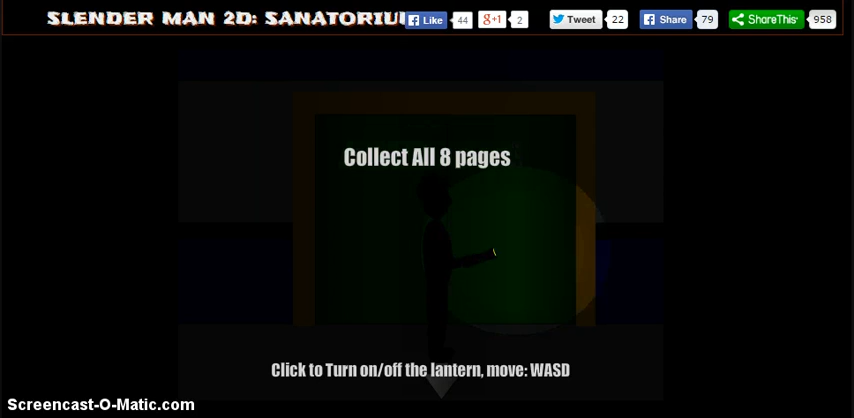 SLENDER MAN 2D: SANATORIU
Like 44 g+1 2 Tweet 22 Share 79 ShareThis 958
Collect All 8 pages
Click to Turn on/off the lantern, move: WASD
Screencast-O-Matic.com